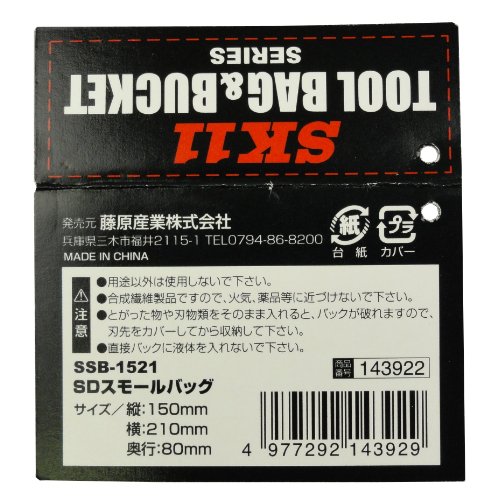 SK11
TOOL BAG&BUCKET
SERIES
発売元 藤原産業株式会社
兵庫県三木市福井2115-1 TEL0794-86-8200
MADE IN CHINA
紙
台紙
プラ
カバー
注意
●用途以外は使用しないで下さい。
●合成繊維製品ですので、火気、薬品等に近づけないで下さい。
●とがった物や刃物類をそのまま入れると、バックが破れますので、
刃先をカバーしてから収納して下さい。
●直接バックに液体を入れないで下さい。
SSB-1521
SDスモールバッグ
サイズ/縦:150mm
横:210mm
奥行:80mm
商品番号 143922
4 977292 143929